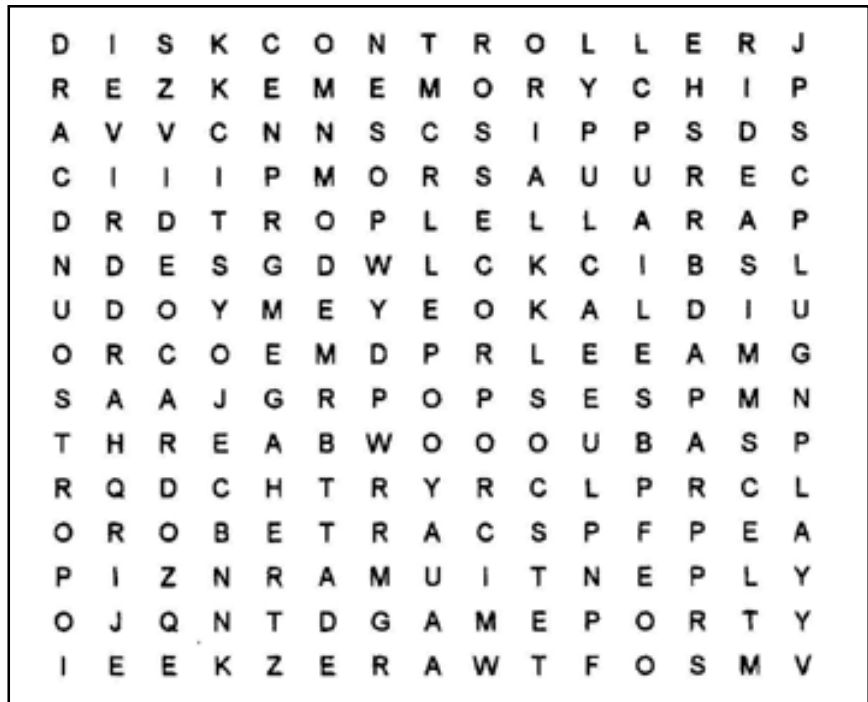 D I S K C O N T R O L L E R J
R E Z K E M E M O R Y C H I P
A V V C N N S C S I P P S D S
C I I I P M O R S A U U R E C
D R D T R O P L E L L A R A P
N D E S G D W L C K C I B S L
U D O Y M E Y E O K A L D I U
O R C O E M D P R L E E A M G
S A A J G R P O P S E S P M N
T H R E A B W O O O U B A S P
R Q D C H T R Y R C L P R C L
O R O B E T R A C S P F P E A
P I Z N R A M U I T N E P L Y
O J Q N T D G A M E P O R T Y
I E E K Z E R A W T F O S M V